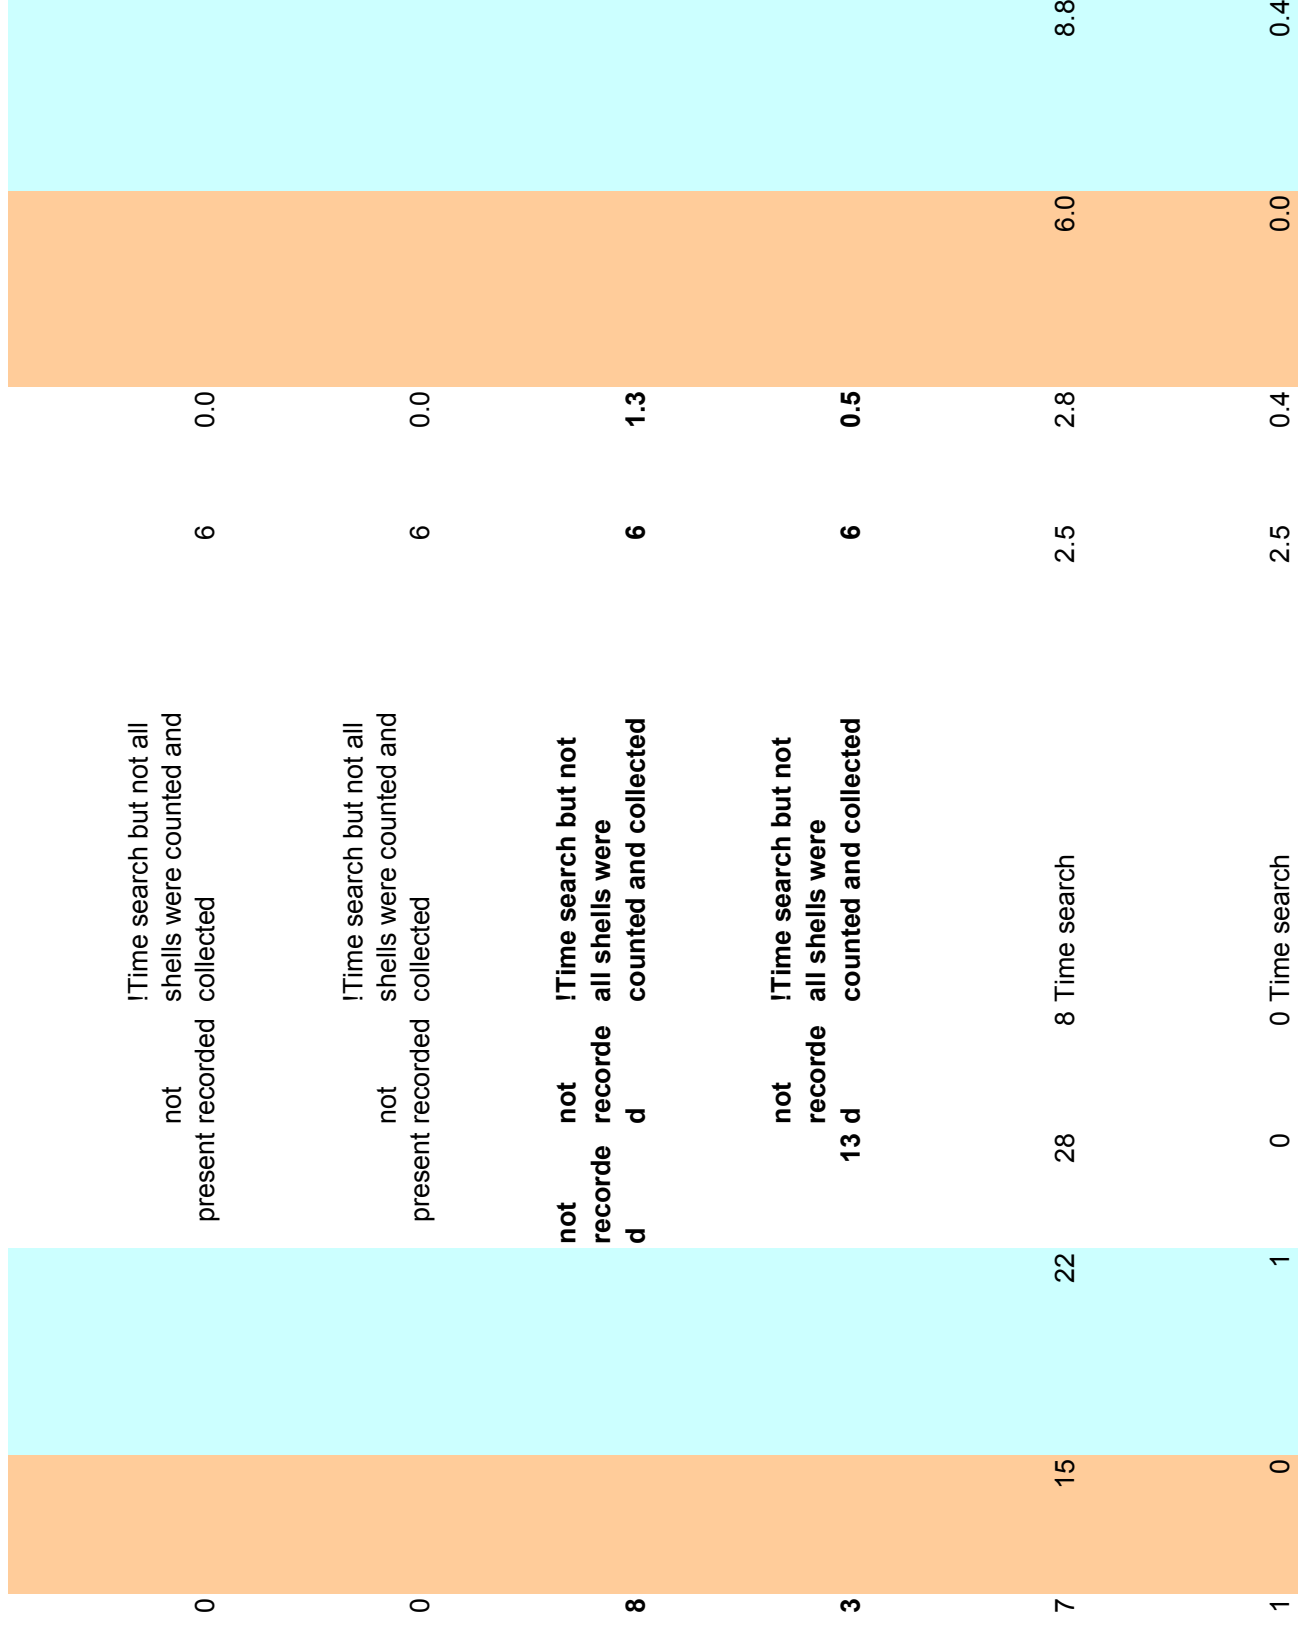 not !Time search but not all
shells were counted and
0 present recorded collected 6 0.0
not !Time search but not all
shells were counted and
0 present recorded collected 6 0.0
not not !Time search but not
recorde recorde all shells were
8 d d counted and collected 6 1.3
not !Time search but not
recorde all shells were
3 13 d counted and collected 6 0.5
7 15 22 28 8 Time search 2.5 2.8 6.0 8.8
1 0 1 0 0 Time search 2.5 0.4 0.0 0.4